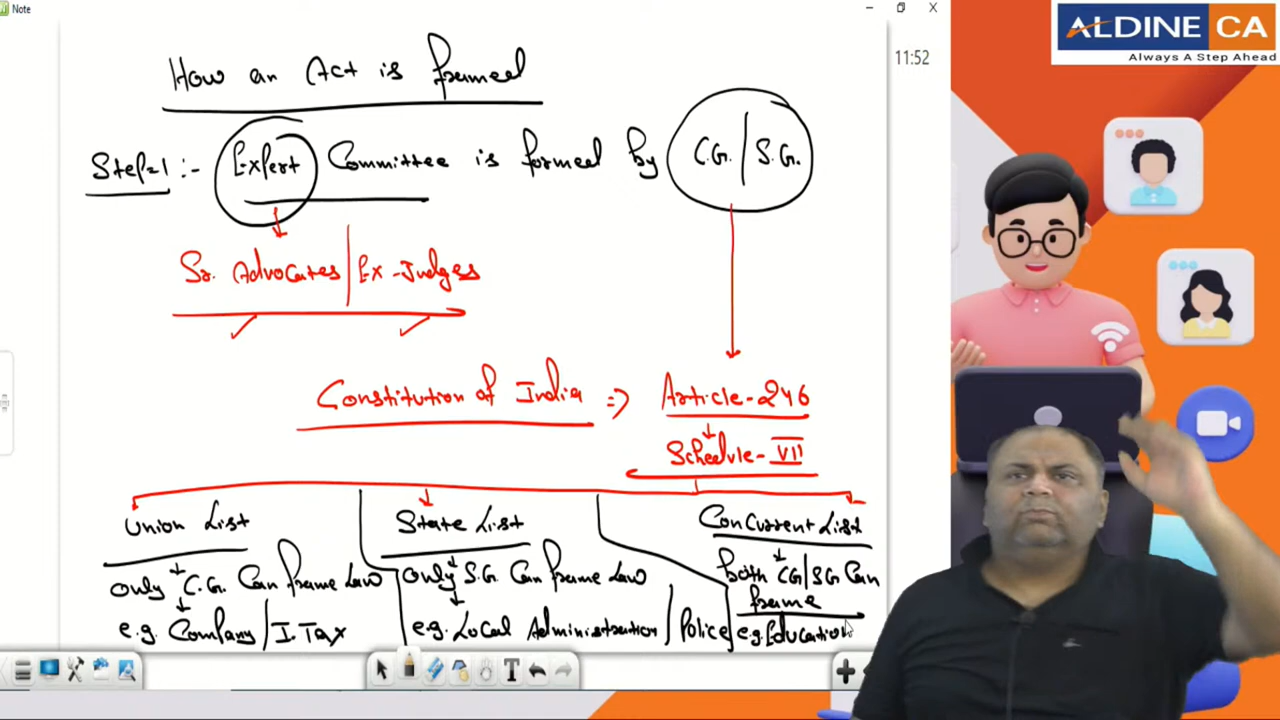 Note
ALDINE CA
Always A Step Ahead
11:52
How an Act is framed
Step-1 :- Expert Committee is formed by C.G. / S.G.
Sr. Advocates / Ex-Judges
Constitution of India => Article-246
Schedule-VII
Union List
only C.G. Can frame Law
e.g. Company / I. Tax
State List
only S.G. Can frame Law
e.g. Local Administration / Police
Concurrent List
both CG/SG Can
frame
e.g. Education